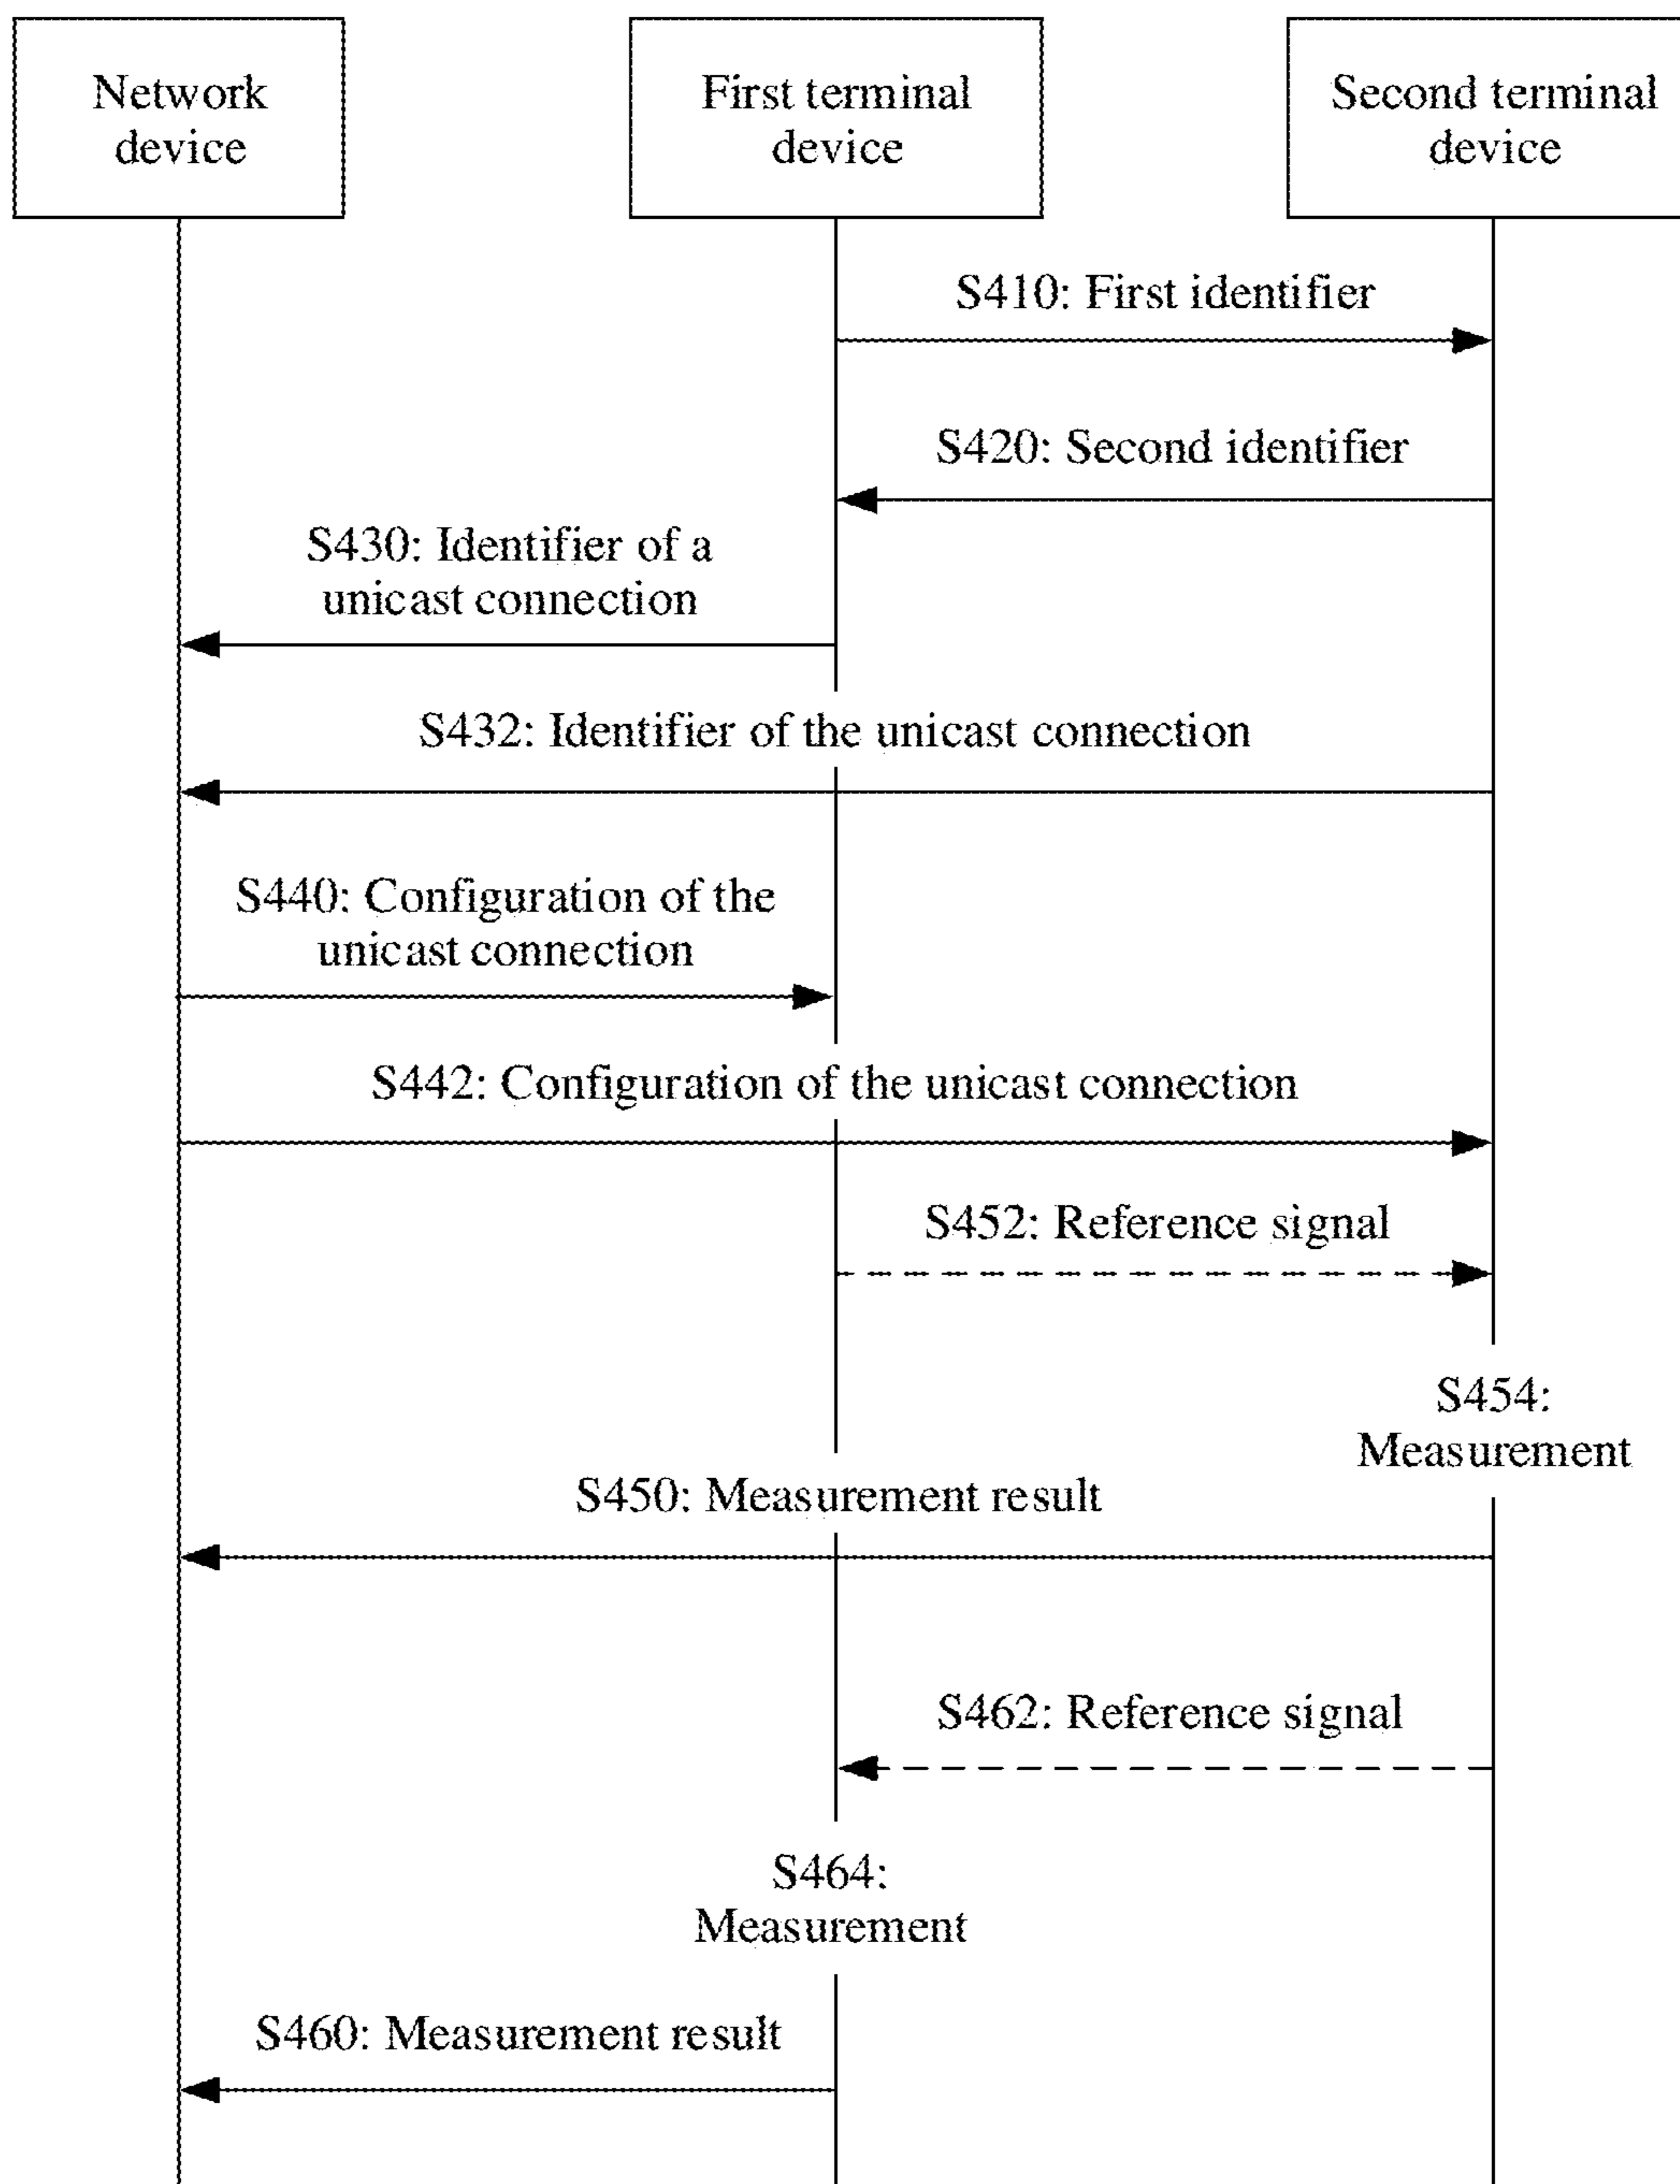 Network
device
First terminal
device
Second terminal
device
S410: First identifier
S420: Second identifier
S430: Identifier of a
unicast connection
S432: Identifier of the unicast connection
S440: Configuration of the
unicast connection
S442: Configuration of the unicast connection
S452: Reference signal
S454:
Measurement
S450: Measurement result
S462: Reference signal
S464:
Measurement
S460: Measurement result